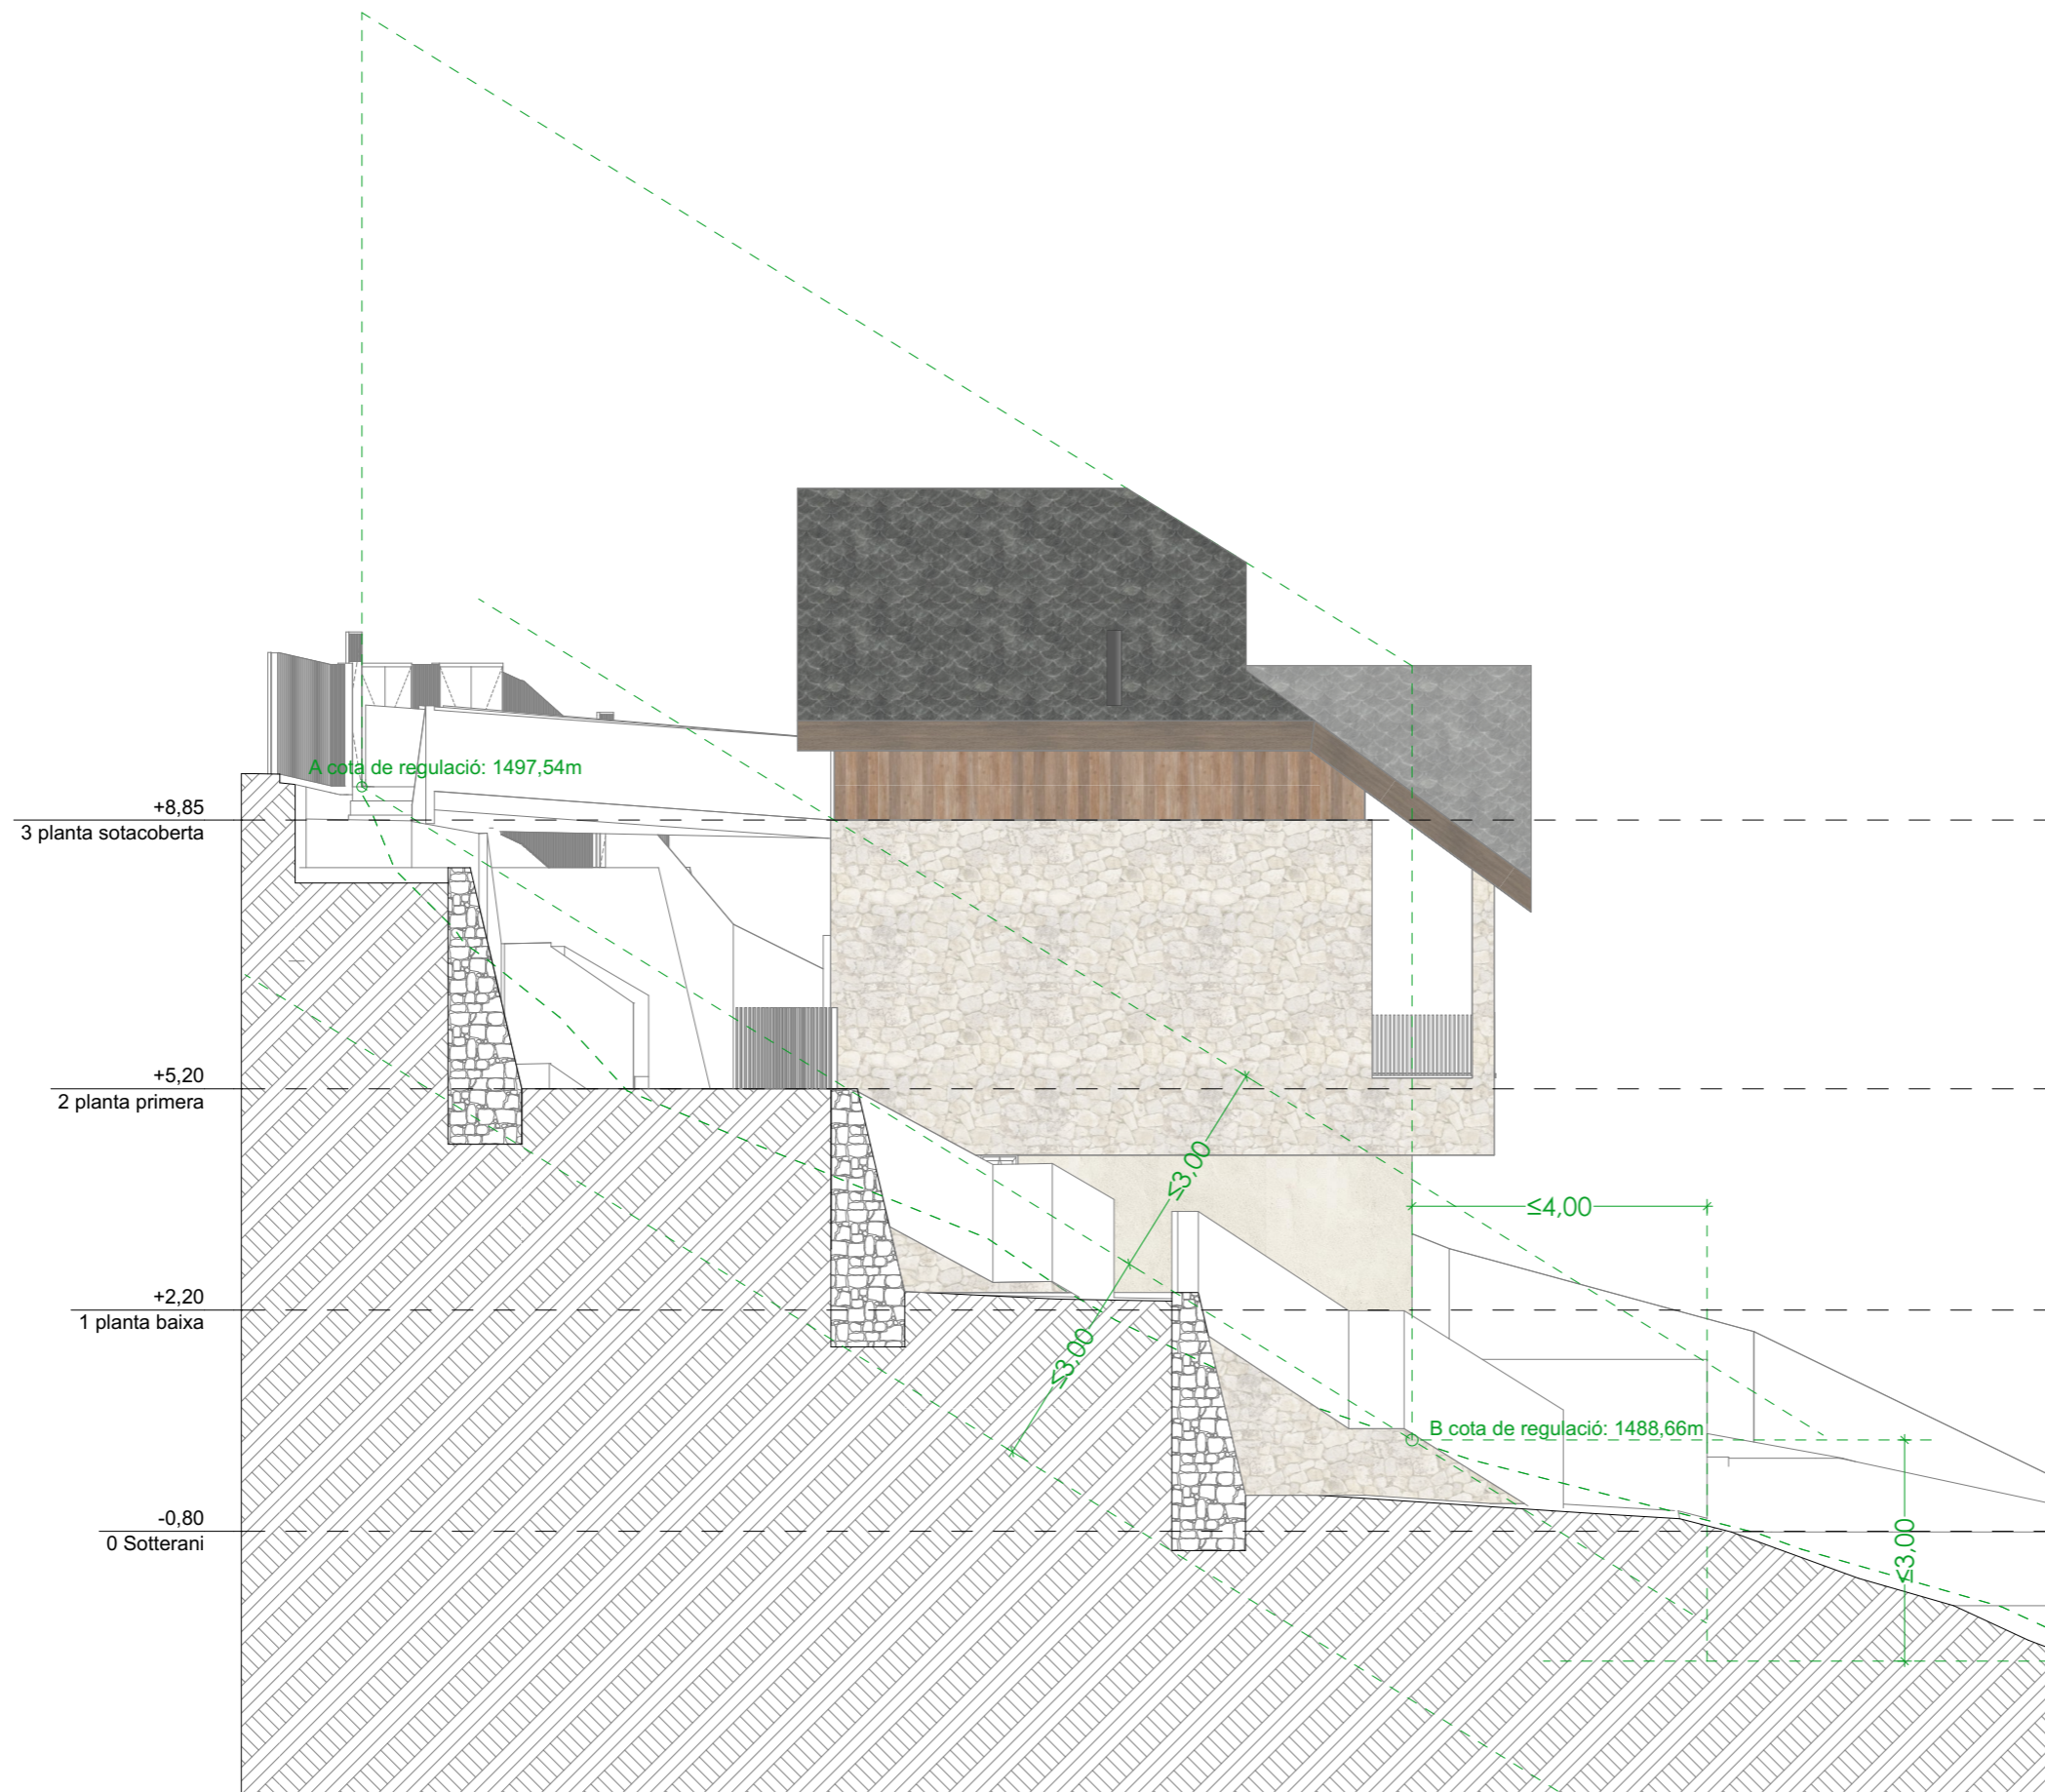 A cota de regulació: 1497,54m
+8,85
3 planta sotacoberta
+5,20
2 planta primera
≤3,00
≤4,00
+2,20
1 planta baixa
≤3,00
B cota de regulació: 1488,66m
-0,80
0 Sotterani
≤3,00